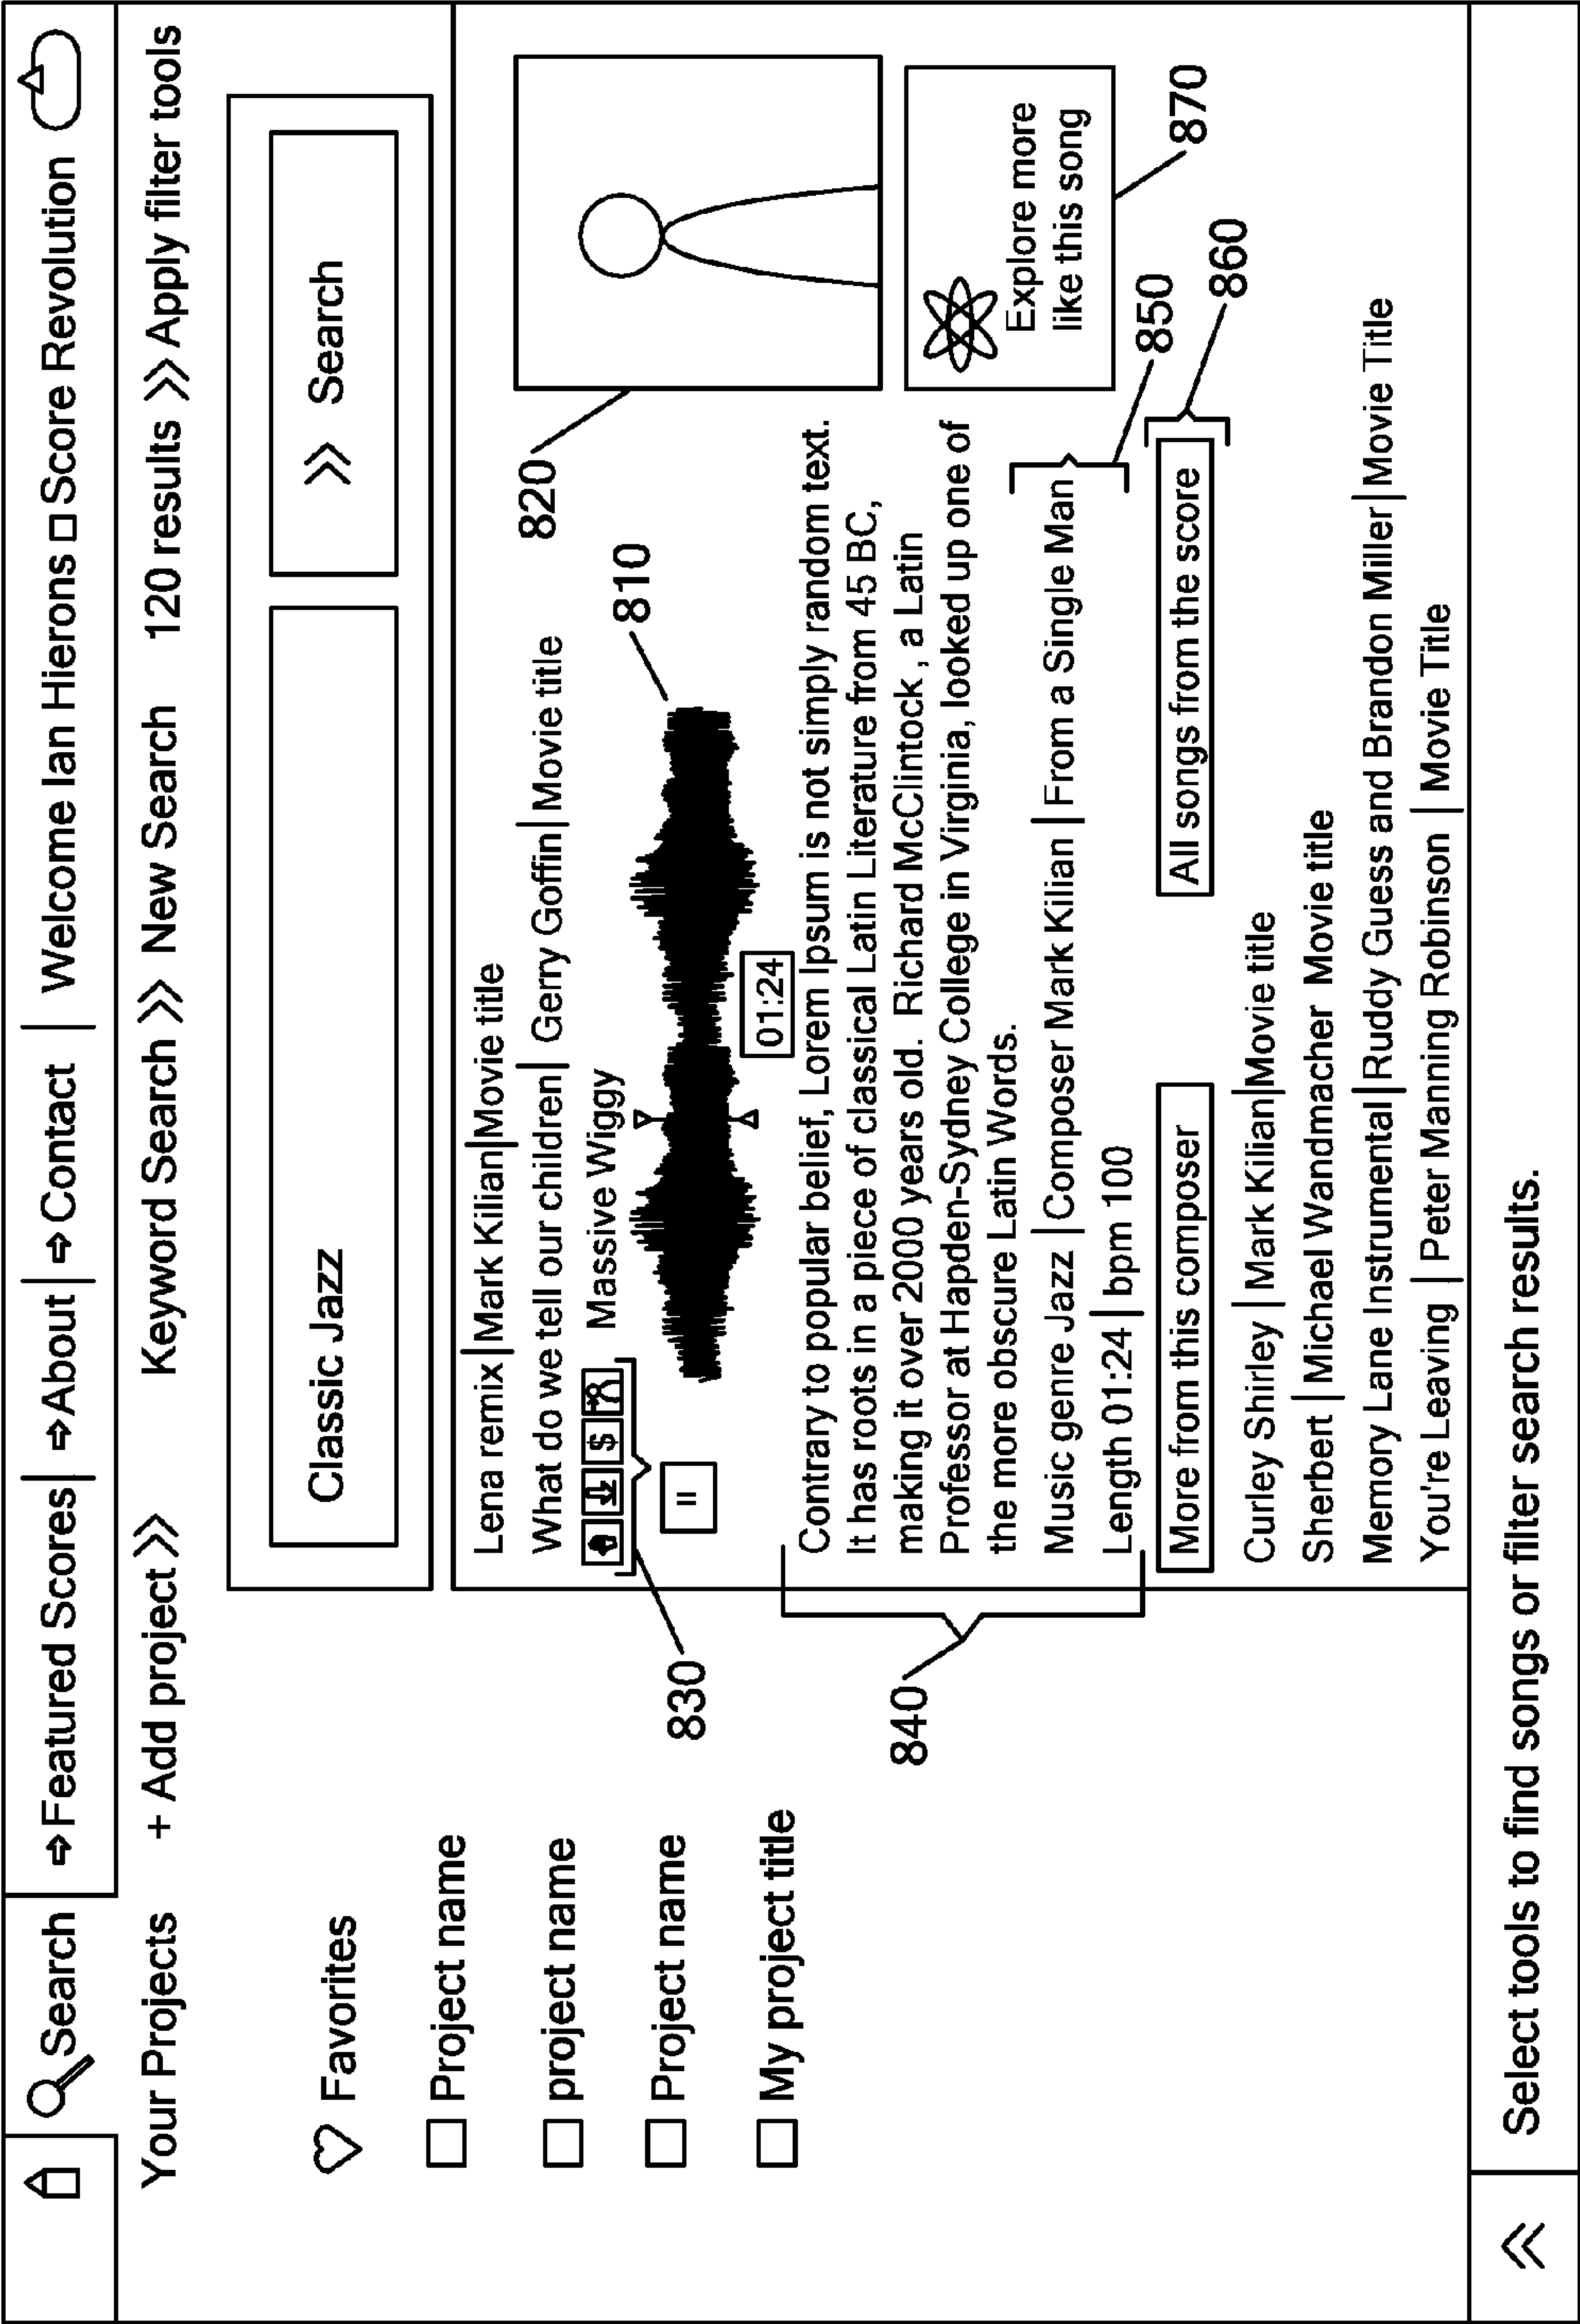 Search
⇨Featured Scores | ⇨About | ⇨Contact | Welcome Ian Hierons □ Score Revolution
Your Projects + Add project >> Keyword Search >> New Search 120 results >> Apply filter tools
Favorites
Project name
project name
Project name
My project title
Classic Jazz
>> Search
Lena remix | Mark Kilian | Movie title
What do we tell our children | Gerry Goffin | Movie title
Massive Wiggy
$
II
01:24
810
820
830
840
Contrary to popular belief, Lorem Ipsum is not simply random text.
It has roots in a piece of classical Latin Literature from 45 BC,
making it over 2000 years old. Richard McClintock , a Latin
Professor at Hapden-Sydney College in Virginia, looked up one of
the more obscure Latin Words.
Music genre Jazz | Composer Mark Kilian | From a Single Man
Length 01:24 | bpm 100
850
Explore more
like this song
870
More from this composer
All songs from the score
860
Curley Shirley | Mark Kilian | Movie title
Sherbert | Michael Wandmacher Movie title
Memory Lane Instrumental | Ruddy Guess and Brandon Miller | Movie Title
You're Leaving | Peter Manning Robinson | Movie Title
<< Select tools to find songs or filter search results.